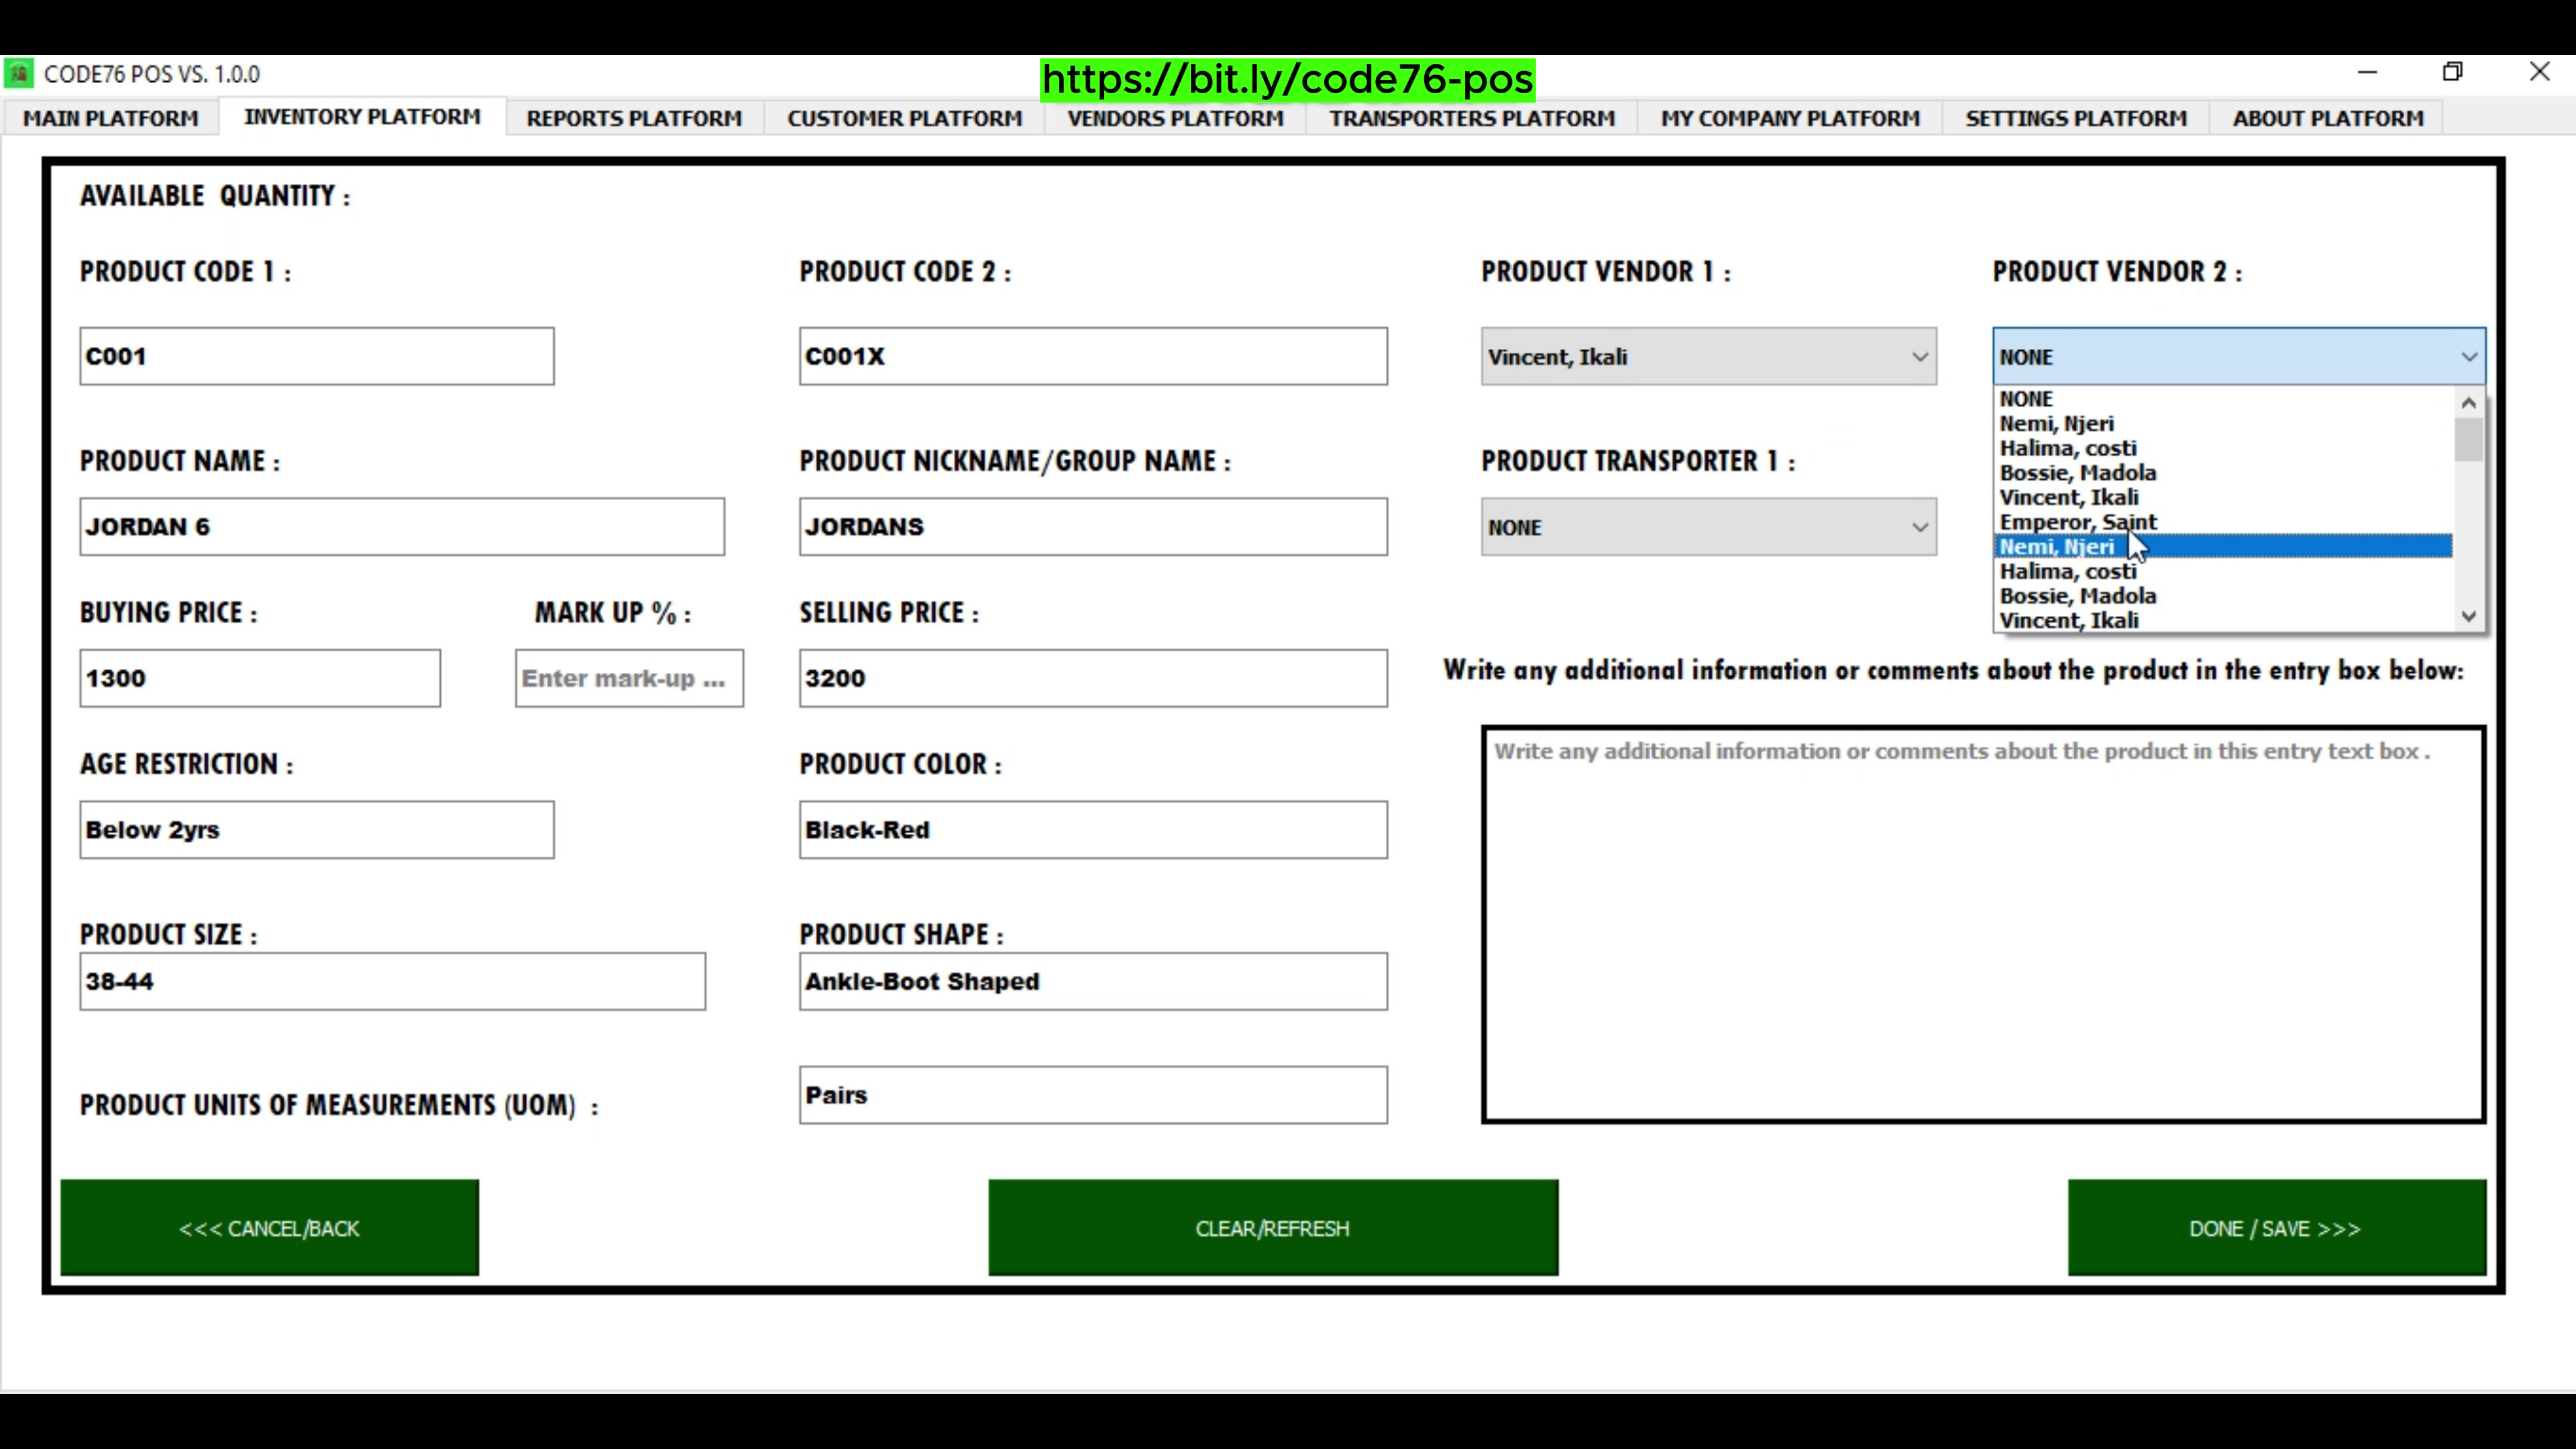 CODE76 POS VS. 1.0.0
https://bit.ly/code76-pos
MAIN PLATFORM INVENTORY PLATFORM REPORTS PLATFORM CUSTOMER PLATFORM VENDORS PLATFORM TRANSPORTERS PLATFORM MY COMPANY PLATFORM SETTINGS PLATFORM ABOUT PLATFORM
AVAILABLE QUANTITY :
PRODUCT CODE 1 : PRODUCT CODE 2 : PRODUCT VENDOR 1 : PRODUCT VENDOR 2 :
C001 C001X Vincent, Ikali NONE
NONE
Nemi, Njeri
Halima, costi
Bossie, Madola
Vincent, Ikali
Emperor, Saint
Nemi, Njeri
Halima, costi
Bossie, Madola
Vincent, Ikali
PRODUCT NAME : PRODUCT NICKNAME/GROUP NAME : PRODUCT TRANSPORTER 1 :
JORDAN 6 JORDANS NONE
BUYING PRICE : MARK UP % : SELLING PRICE :
1300 Enter mark-up ... 3200
Write any additional information or comments about the product in the entry box below:
Write any additional information or comments about the product in this entry text box .
AGE RESTRICTION : PRODUCT COLOR :
Below 2yrs Black-Red
PRODUCT SIZE : PRODUCT SHAPE :
38-44 Ankle-Boot Shaped
PRODUCT UNITS OF MEASUREMENTS (UOM) : Pairs
<<< CANCEL/BACK CLEAR/REFRESH DONE / SAVE >>>